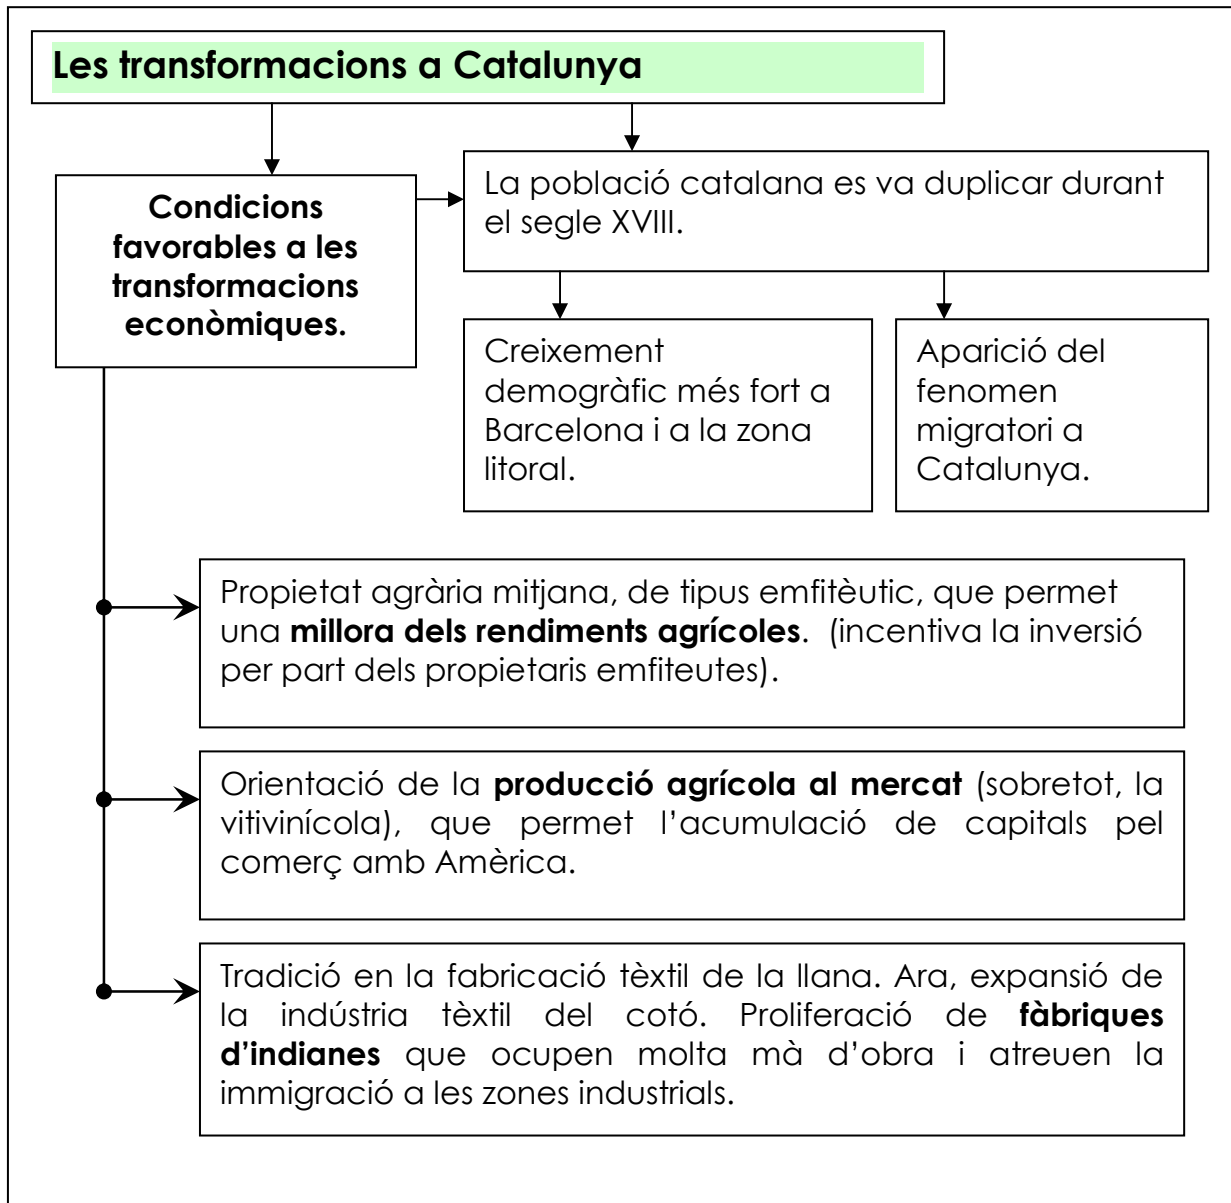 Les transformacions a Catalunya
Condicions
favorables a les
transformacions
econòmiques.
La població catalana es va duplicar durant
el segle XVIII.
Creixement
demogràfic més fort a
Barcelona i a la zona
litoral.
Aparició del
fenomen
migratori a
Catalunya.
Propietat agrària mitjana, de tipus emfitèutic, que permet
una millora dels rendiments agrícoles. (incentiva la inversió
per part dels propietaris emfiteutes).
Orientació de la producció agrícola al mercat (sobretot, la
vitivinícola), que permet l’acumulació de capitals pel
comerç amb Amèrica.
Tradició en la fabricació tèxtil de la llana. Ara, expansió de
la indústria tèxtil del cotó. Proliferació de fàbriques
d’indianes que ocupen molta mà d’obra i atreuen la
immigració a les zones industrials.